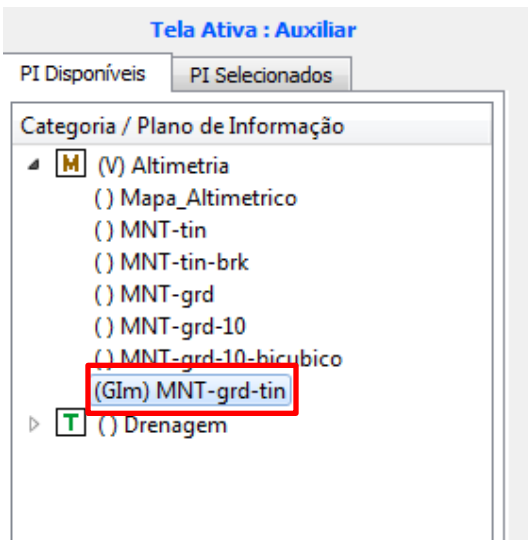 Tela Ativa : Auxiliar
PI Disponíveis PI Selecionados
Categoria / Plano de Informação
M (V) Altimetria
( ) Mapa_Altimetrico
( ) MNT-tin
( ) MNT-tin-brk
( ) MNT-grd
( ) MNT-grd-10
( ) MNT-grd-10-bicubico
(GIm) MNT-grd-tin
T ( ) Drenagem